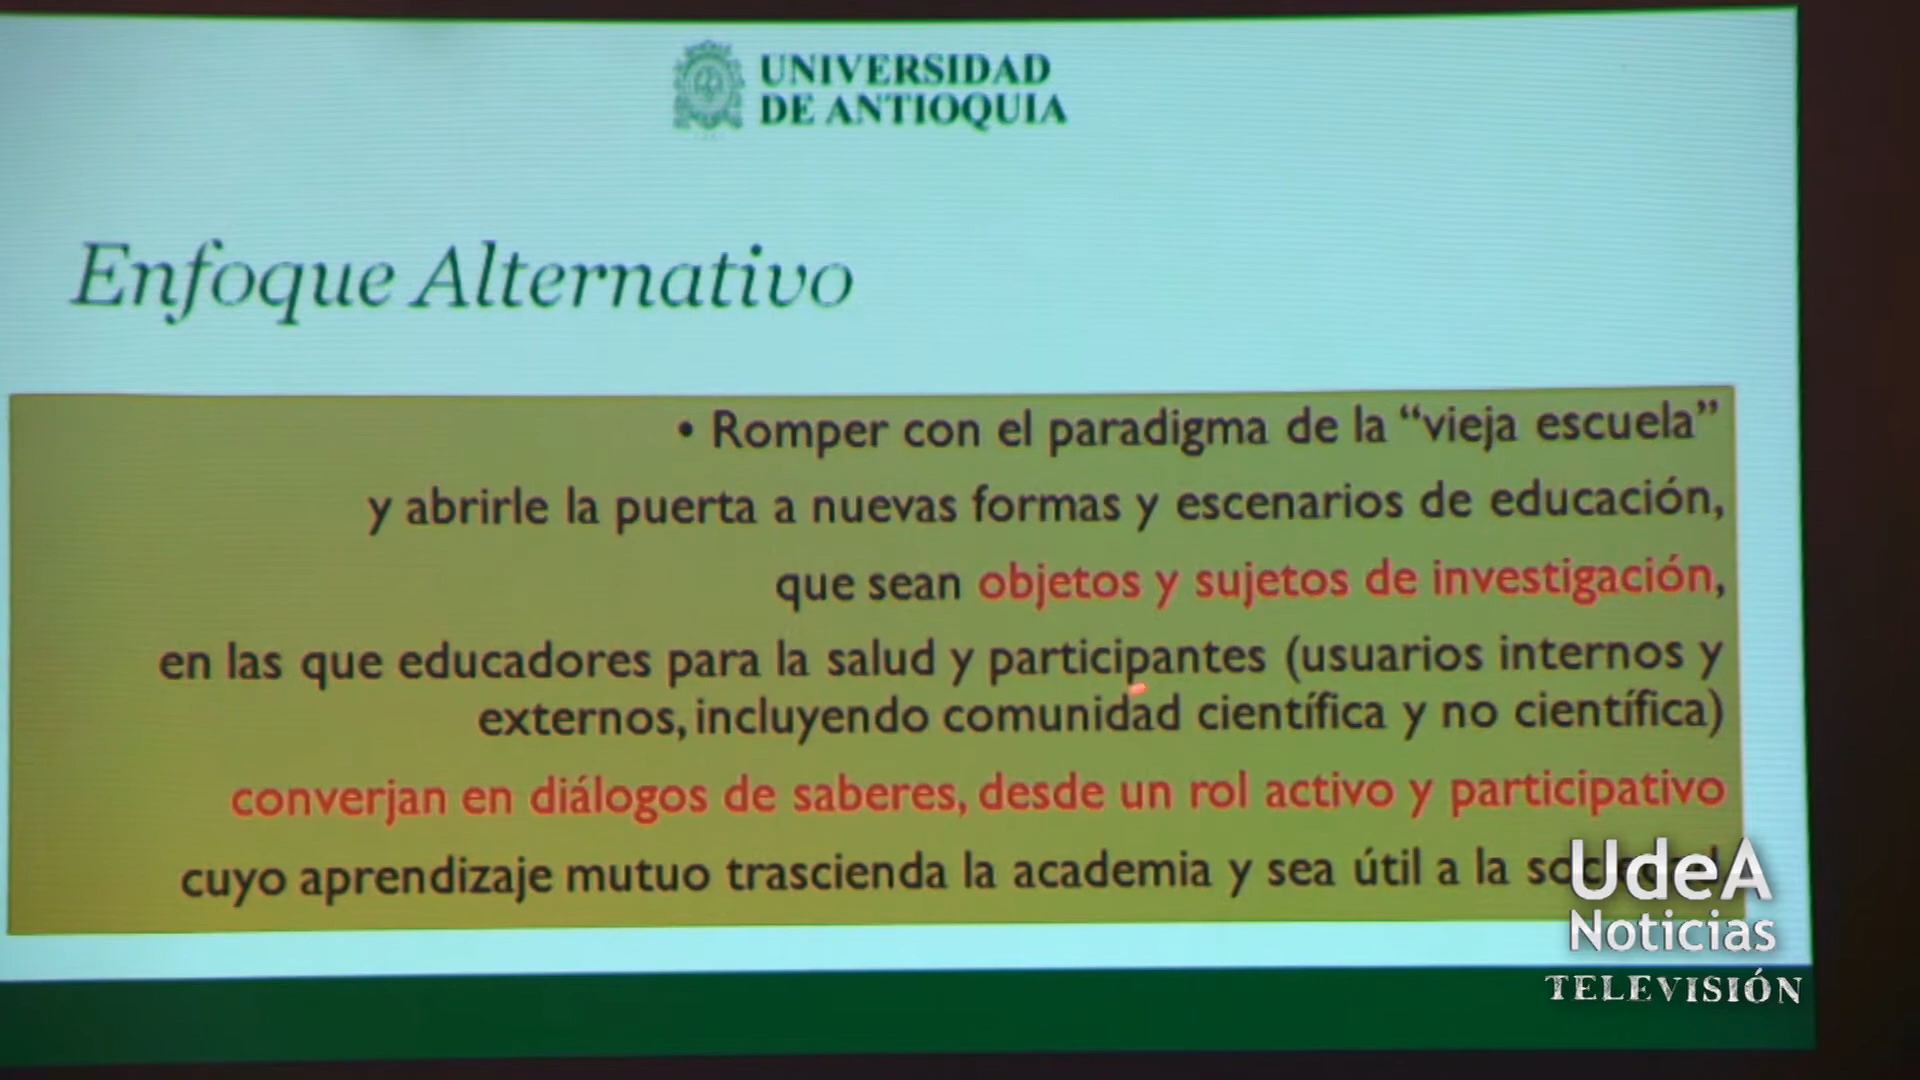 UNIVERSIDAD
DE ANTIOQUIA
Enfoque Alternativo
• Romper con el paradigma de la “vieja escuela”
y abrirle la puerta a nuevas formas y escenarios de educación,
que sean objetos y sujetos de investigación,
en las que educadores para la salud y participantes (usuarios internos y
externos, incluyendo comunidad científica y no científica)
converjan en diálogos de saberes, desde un rol activo y participativo
cuyo aprendizaje mutuo trascienda la academia y sea útil a la
UdeA
Noticias
TELEVISIÓN